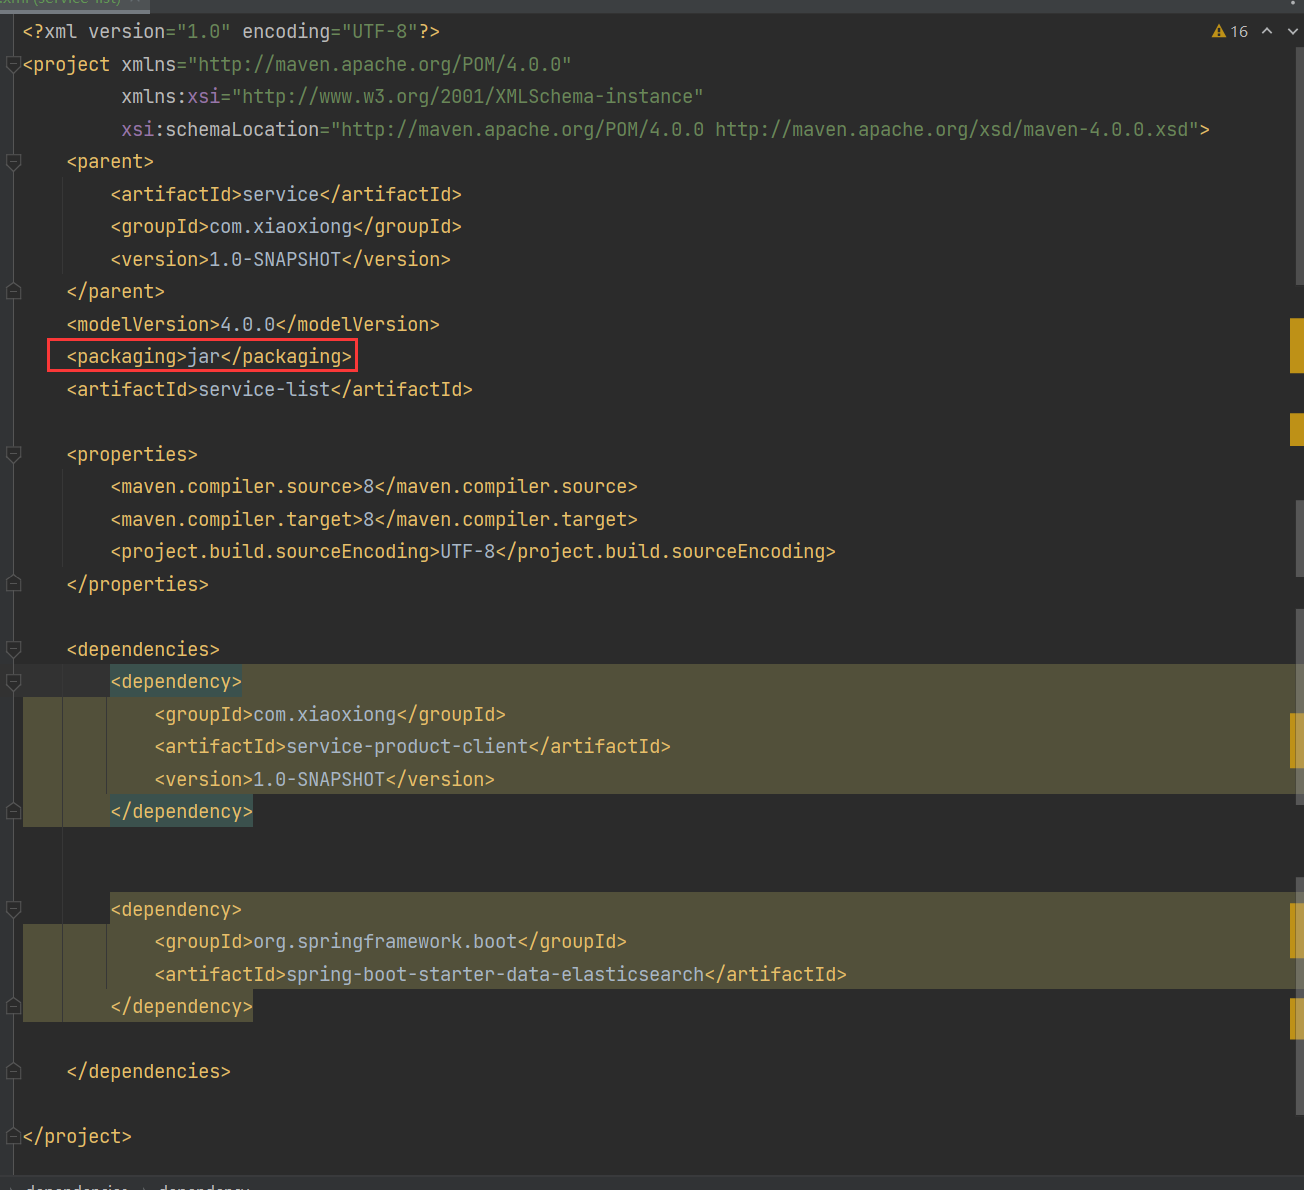 <?xml version="1.0" encoding="UTF-8"?>
16
<project xmlns="http://maven.apache.org/POM/4.0.0"
xmlns:xsi="http://www.w3.org/2001/XMLSchema-instance"
xsi:schemaLocation="http://maven.apache.org/POM/4.0.0 http://maven.apache.org/xsd/maven-4.0.0.xsd">
<parent>
<artifactId>service</artifactId>
<groupId>com.xiaoxiong</groupId>
<version>1.0-SNAPSHOT</version>
</parent>
<modelVersion>4.0.0</modelVersion>
<packaging>jar</packaging>
<artifactId>service-list</artifactId>
<properties>
<maven.compiler.source>8</maven.compiler.source>
<maven.compiler.target>8</maven.compiler.target>
<project.build.sourceEncoding>UTF-8</project.build.sourceEncoding>
</properties>
<dependencies>
<dependency>
<groupId>com.xiaoxiong</groupId>
<artifactId>service-product-client</artifactId>
<version>1.0-SNAPSHOT</version>
</dependency>
<dependency>
<groupId>org.springframework.boot</groupId>
<artifactId>spring-boot-starter-data-elasticsearch</artifactId>
</dependency>
</dependencies>
</project>